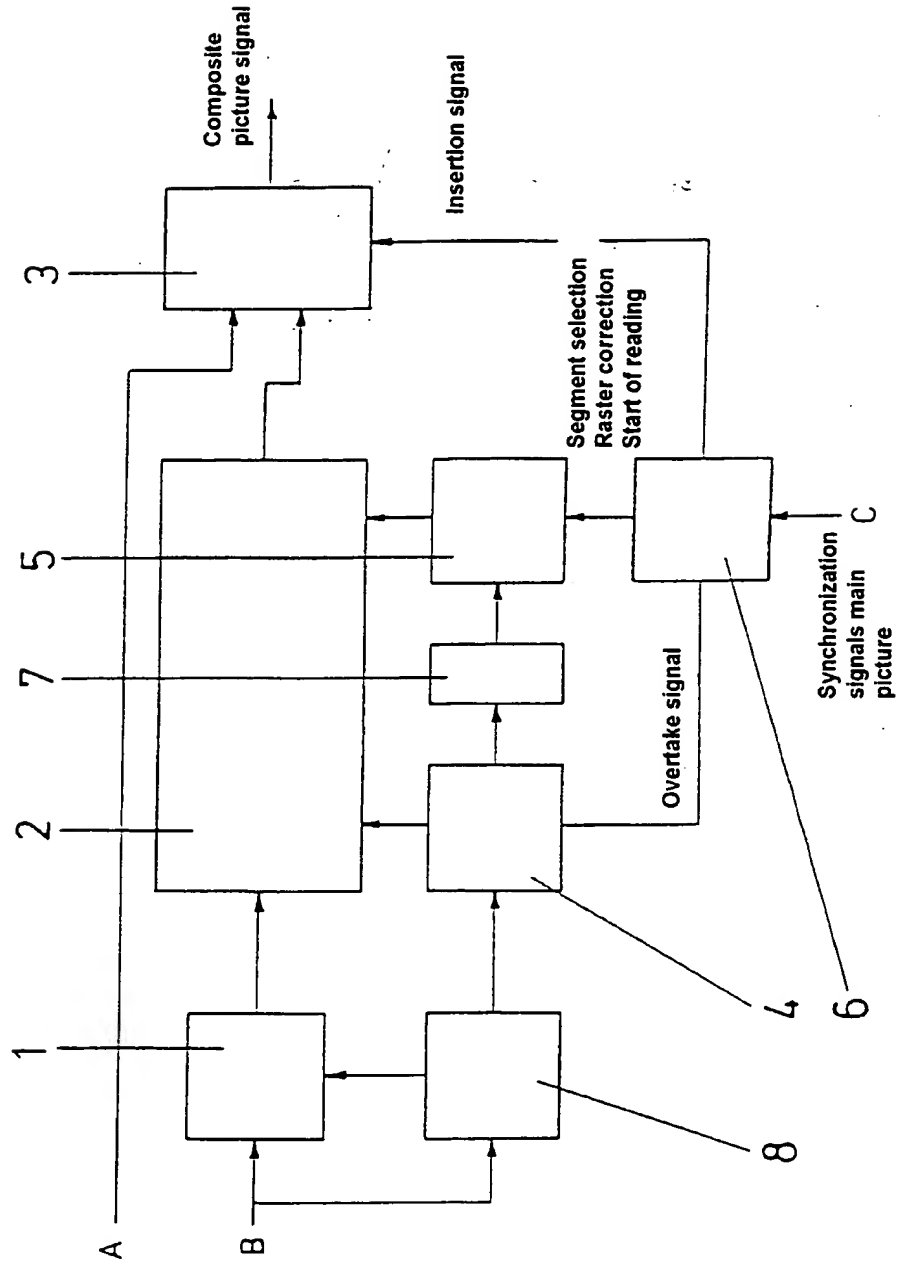 Composite
picture signal
Insertion signal
3
Segment selection
Raster correction
Start of reading
5
7
2
Overtake signal
Synchronization
signals main
picture
C
1
4
6
8
A
B